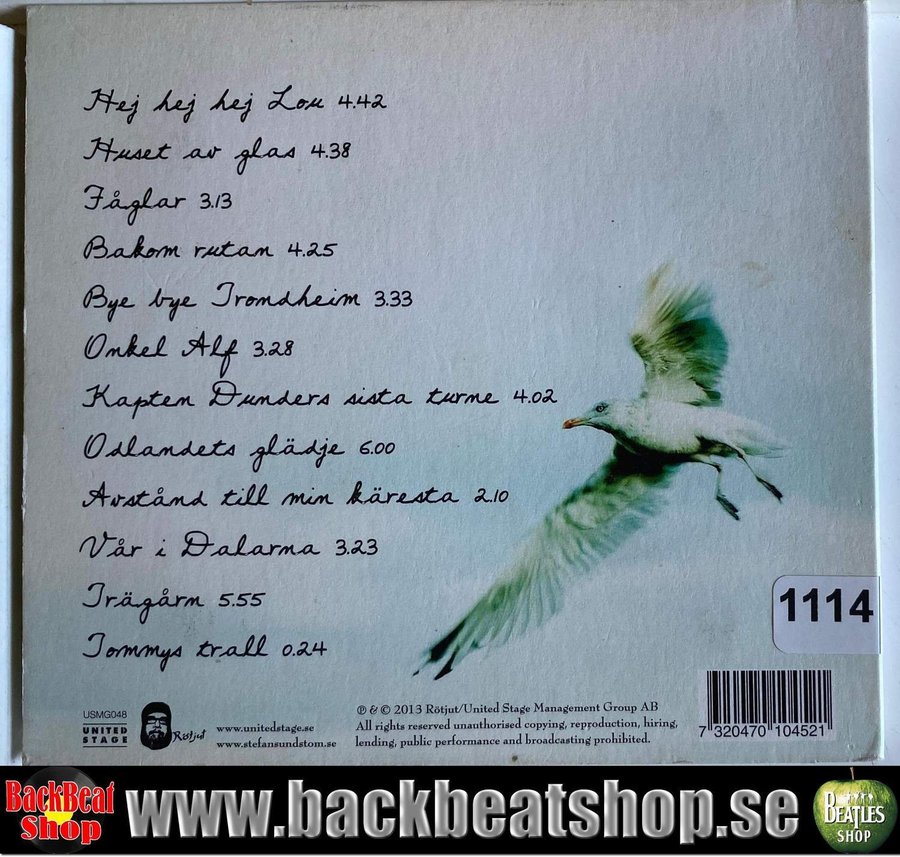 Hej hej hej Lou 4.42
Huset av glas 4.38
Fåglar 3.13
Bakom rutan 4.25
Bye bye Trondheim 3.33
Onkel Alf 3.28
Kapten Dunders sista turne 4.02
Odlandets glädje 6.00
Avstånd till min käresta 2.10
Vår i Dalarna 3.23
Trägårn 5.55
Tommys trall 0.24
1114
USMG048
UNITED
STAGE
Rötjut
www.unitedstage.se
www.stefansundstom.se
℗ & © 2013 Rötjut/United Stage Management Group AB
All rights reserved unauthorised copying, reproduction, hiring,
lending, public performance and broadcasting prohibited.
7 320470 104521
BackBeat
Shop
www.backbeatshop.se
BEATLES
SHOP